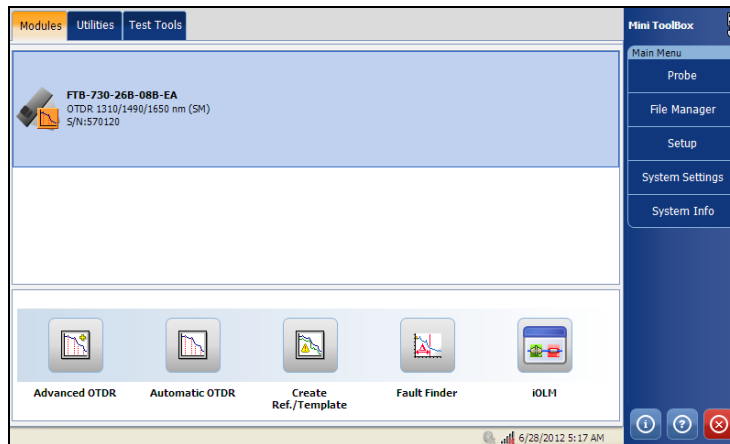 Modules Utilities Test Tools
Mini ToolBox
Main Menu
Probe
File Manager
Setup
System Settings
System Info
FTB-730-26B-08B-EA
OTDR 1310/1490/1650 nm (SM)
S/N:570120
Advanced OTDR
Automatic OTDR
Create
Ref./Template
Fault Finder
iOLM
6/28/2012 5:17 AM